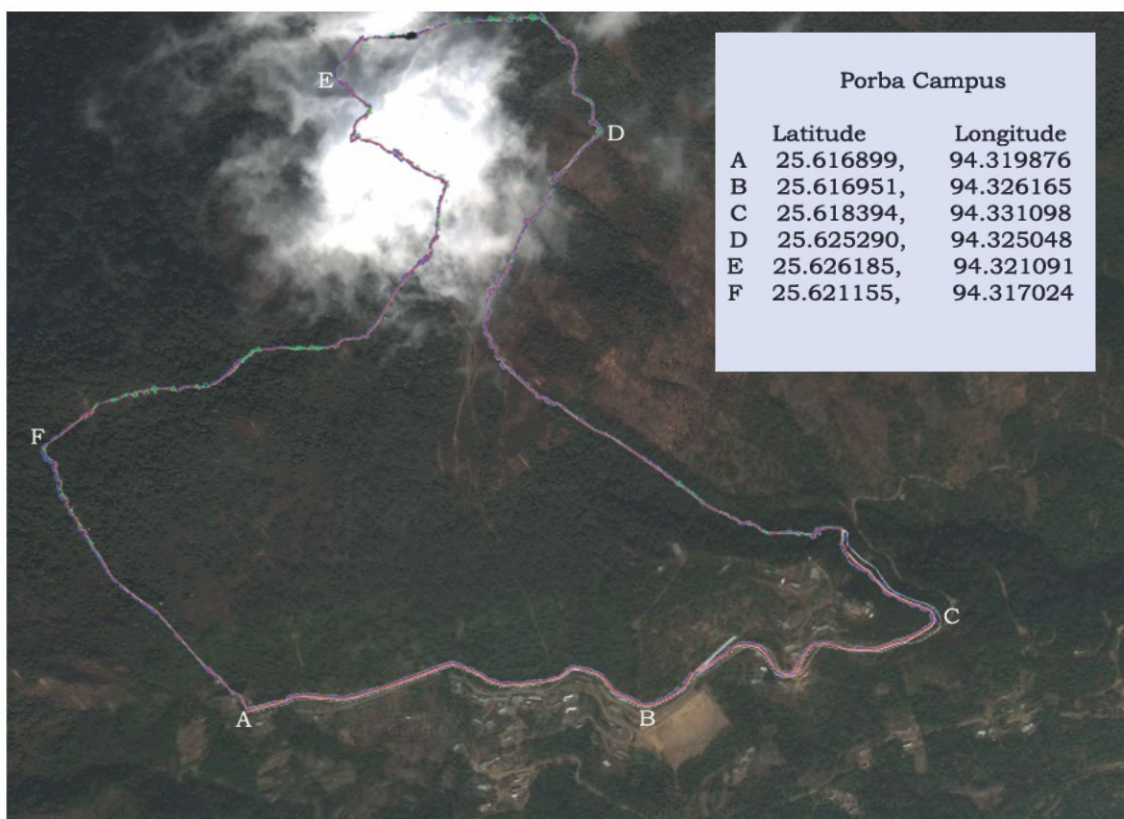 Porba Campus
Latitude Longitude
A 25.616899, 94.319876
B 25.616951, 94.326165
C 25.618394, 94.331098
D 25.625290, 94.325048
E 25.626185, 94.321091
F 25.621155, 94.317024
E
D
F
C
A
B